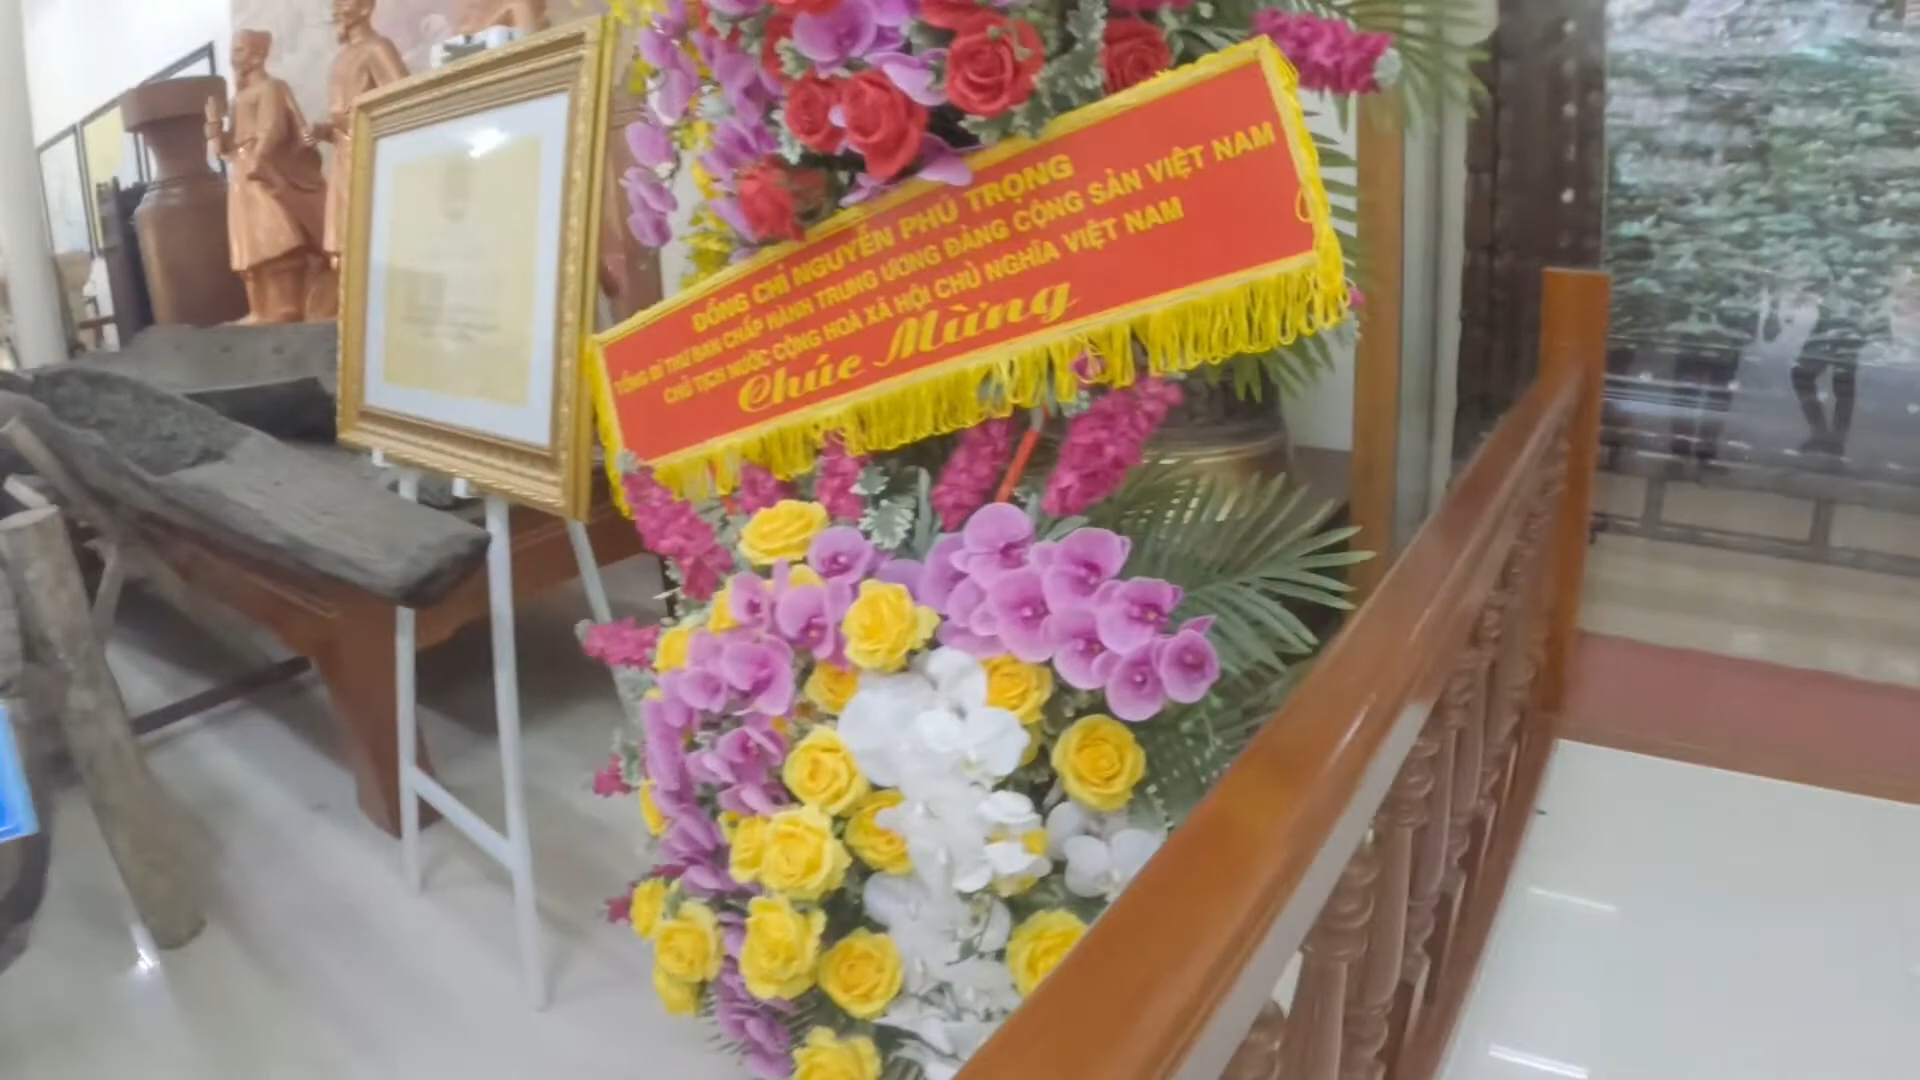 ĐỒNG CHÍ NGUYỄN PHÚ TRỌNG
TỔNG BÍ THƯ BAN CHẤP HÀNH TRUNG ƯƠNG ĐẢNG CỘNG SẢN VIỆT NAM
CHỦ TỊCH NƯỚC CỘNG HOÀ XÃ HỘI CHỦ NGHĨA VIỆT NAM
Chúc Mừng